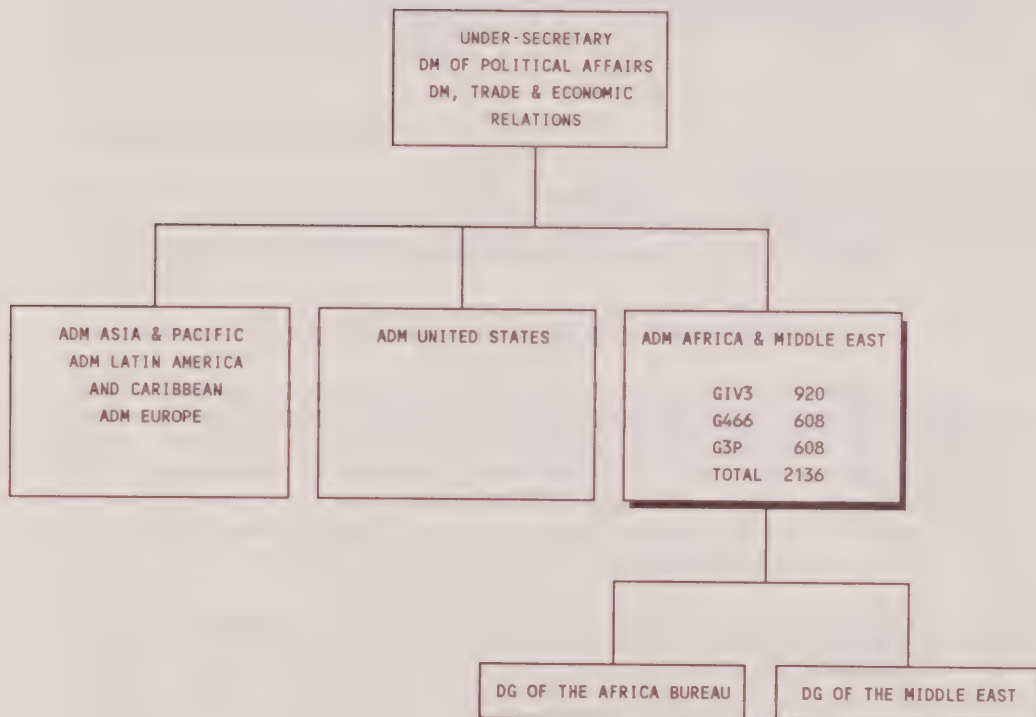 UNDER-SECRETARY
DM OF POLITICAL AFFAIRS
DM, TRADE & ECONOMIC
RELATIONS
ADM ASIA & PACIFIC
ADM LATIN AMERICA
AND CARIBBEAN
ADM EUROPE
ADM UNITED STATES
ADM AFRICA & MIDDLE EAST
GIV3 920
G466 608
G3P 608
TOTAL 2136
DG OF THE AFRICA BUREAU
DG OF THE MIDDLE EAST